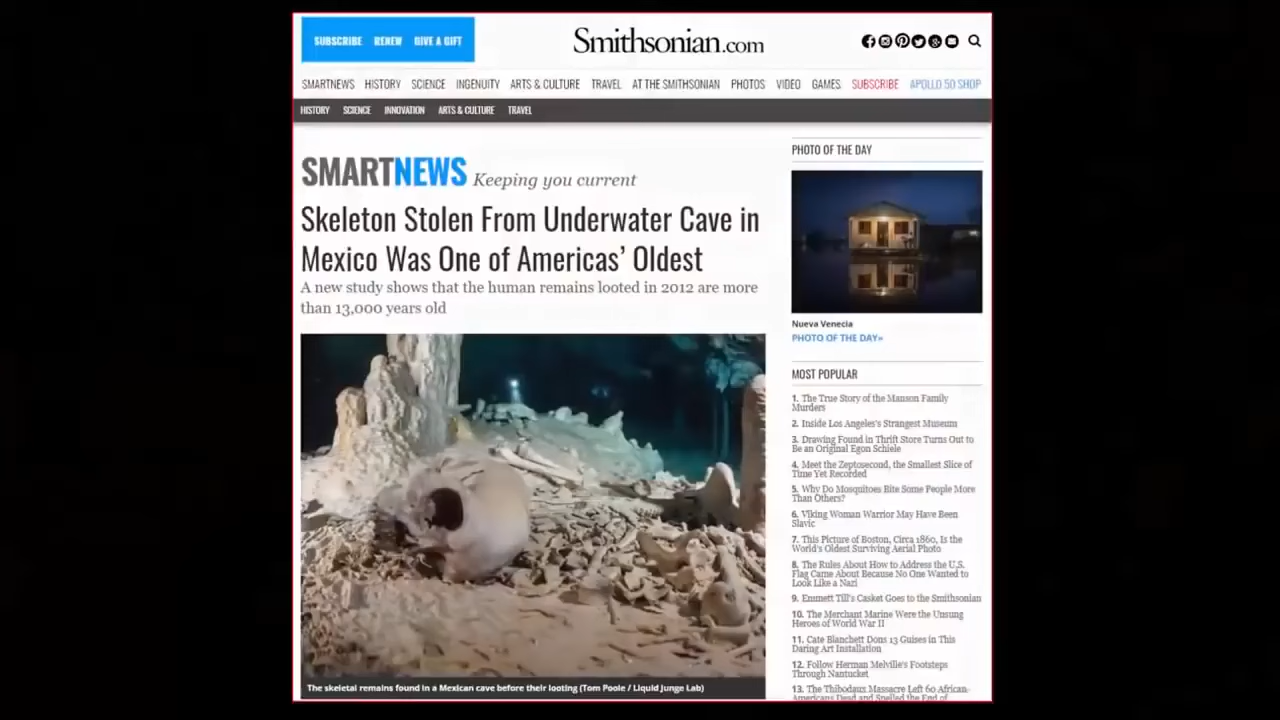 SUBSCRIBE RENEW GIVE A GIFT
Smithsonian.com
SMARTNEWS HISTORY SCIENCE INGENUITY ARTS & CULTURE TRAVEL AT THE SMITHSONIAN PHOTOS VIDEO GAMES SUBSCRIBE APOLLO 50 SHOP
HISTORY SCIENCE INNOVATION ARTS & CULTURE TRAVEL
SMARTNEWS Keeping you current
Skeleton Stolen From Underwater Cave in
Mexico Was One of Americas' Oldest
A new study shows that the human remains looted in 2012 are more
than 13,000 years old
The skeletal remains found in a Mexican cave before their looting (Tom Poole / Liquid Junge Lab)
PHOTO OF THE DAY
Nueva Venecia
PHOTO OF THE DAY»
MOST POPULAR
1. The True Story of the Manson Family
Murders
2. Inside Los Angeles's Strangest Museum
3. Drawing Found in Thrift Store Turns Out to
Be an Original Egon Schiele
4. Meet the Zeptosecond, the Smallest Slice of
Time Yet Recorded
5. Why Do Mosquitoes Bite Some People More
Than Others?
6. Viking Woman Warrior May Have Been
Slavic
7. This Picture of Boston, Circa 1860, Is the
World's Oldest Surviving Aerial Photo
8. The Rules About How to Address the U.S.
Flag Came About Because No One Wanted to
Look Like a Nazi
9. Emmett Till's Casket Goes to the Smithsonian
10. The Merchant Marine Were the Unsung
Heroes of World War II
11. Cate Blanchett Dons 13 Guises in This
Daring Art Installation
12. Follow Herman Melville's Footsteps
Through Nantucket
13. The Thibodaux Massacre Left 60 African-
Americans Dead and Spelled the End of